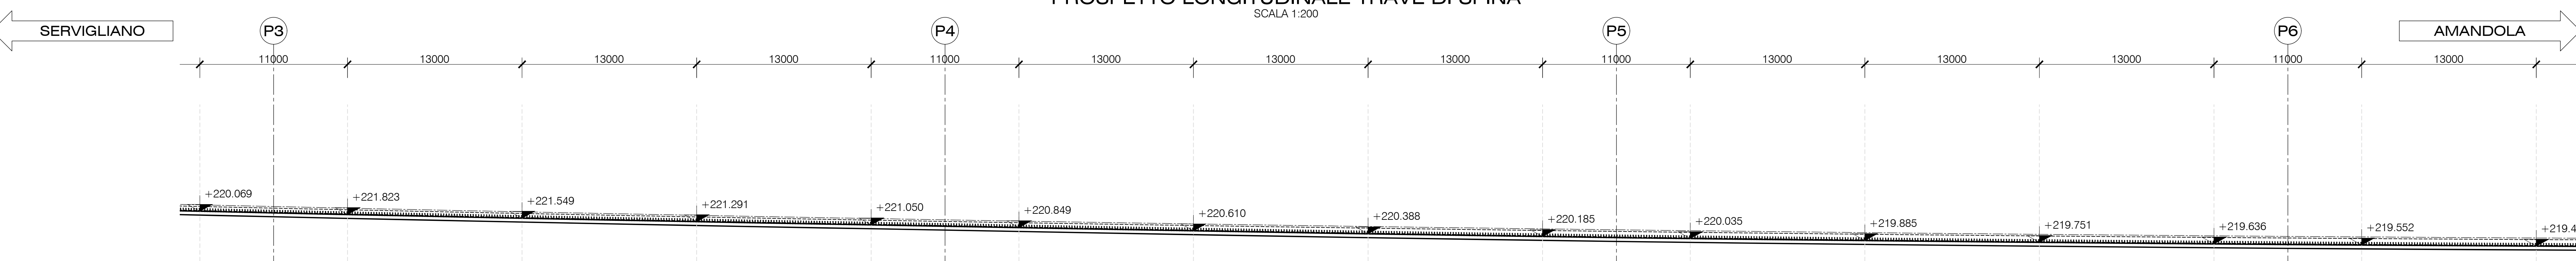 PROSPETTO LONGITUDINALE TRAVE DI SPINA
SCALA 1:200
SERVIGLIANO P3 P4 P5 P6 AMANDOLA
11000 13000 13000 13000 11000 13000 13000 13000 11000 13000 13000 13000 11000 13000
+220.069 +221.823 +221.549 +221.291 +221.050 +220.849 +220.610 +220.388 +220.185 +220.035 +219.885 +219.751 +219.636 +219.552 +219.4